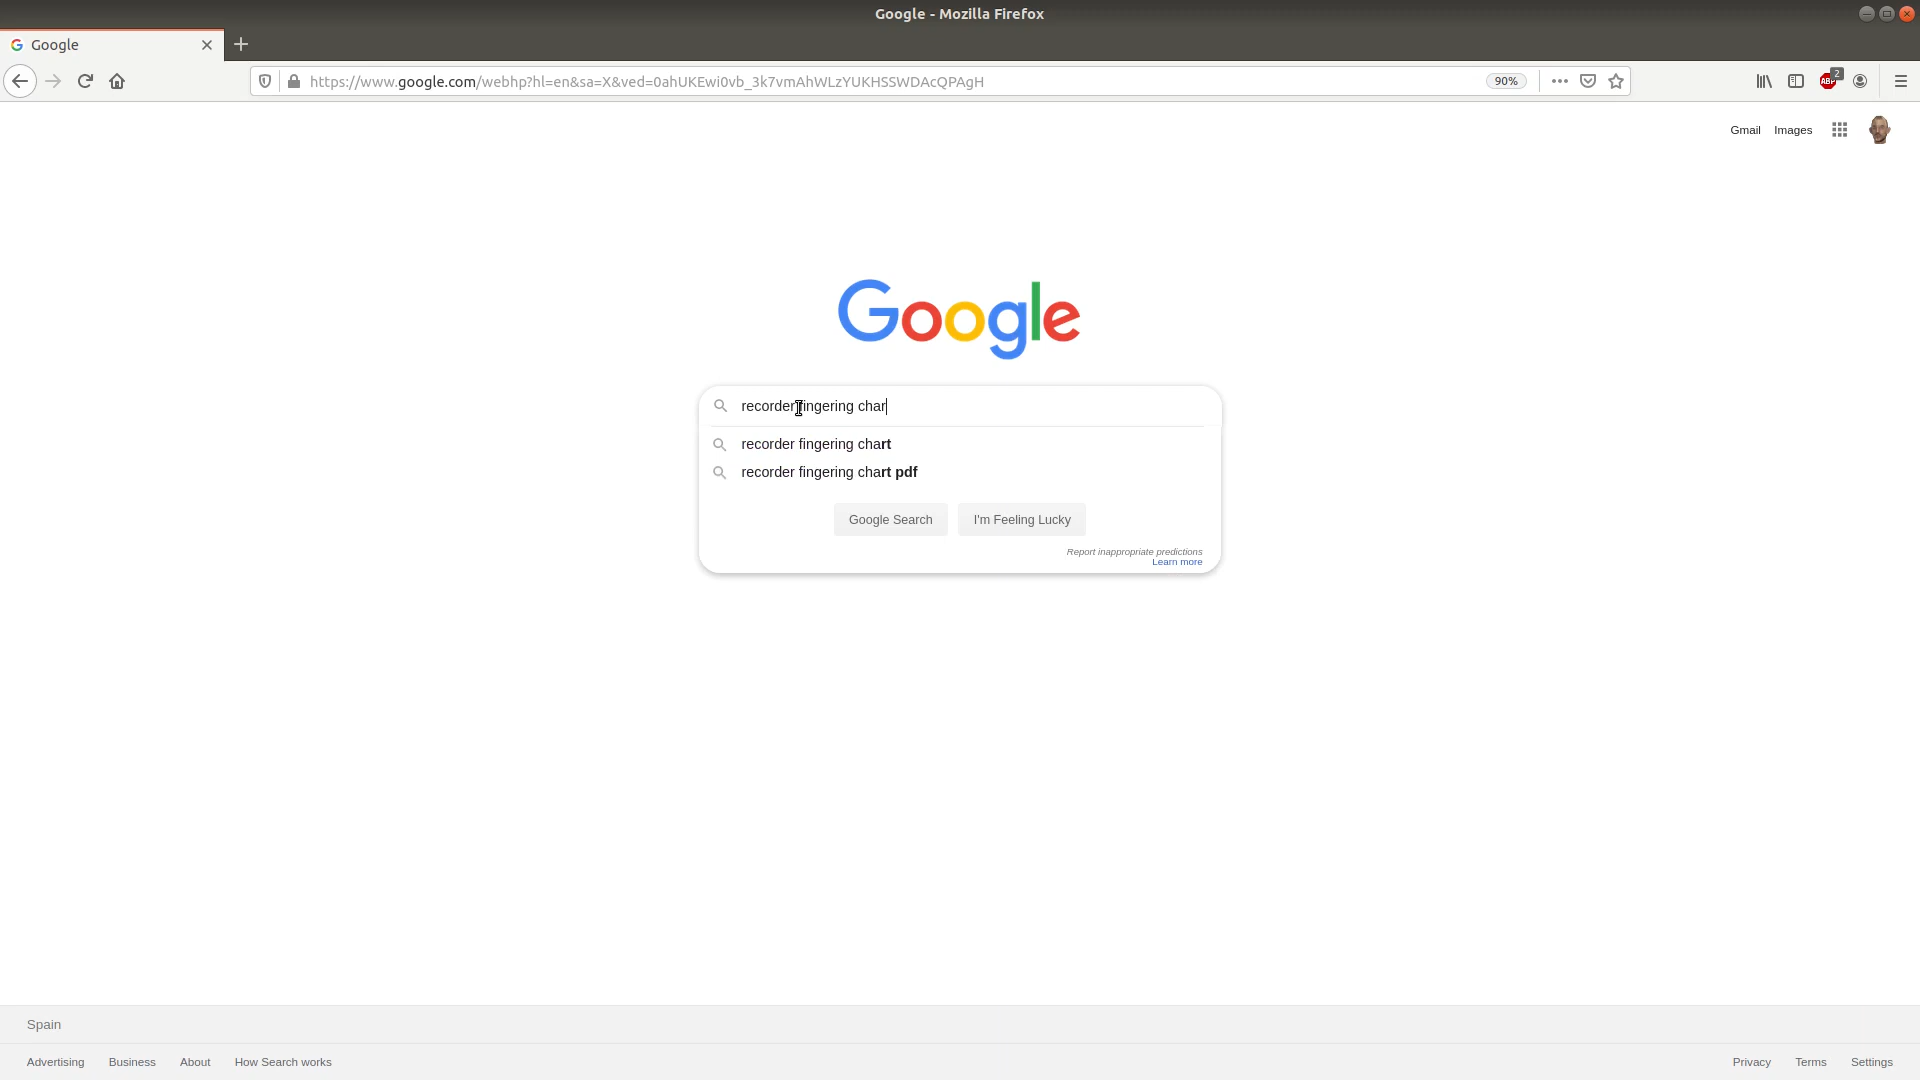 Google - Mozilla Firefox
Google
https://www.google.com/webhp?hl=en&sa=X&ved=0ahUKEwi0vb_3k7vmAhWLzYUKHSSWDAcQPAgH
90%
ABP
2
Gmail Images
Google
recorder fingering char
recorder fingering chart
recorder fingering chart pdf
Google Search I'm Feeling Lucky
Report inappropriate predictions
Learn more
Spain
Advertising Business About How Search works Privacy Terms Settings